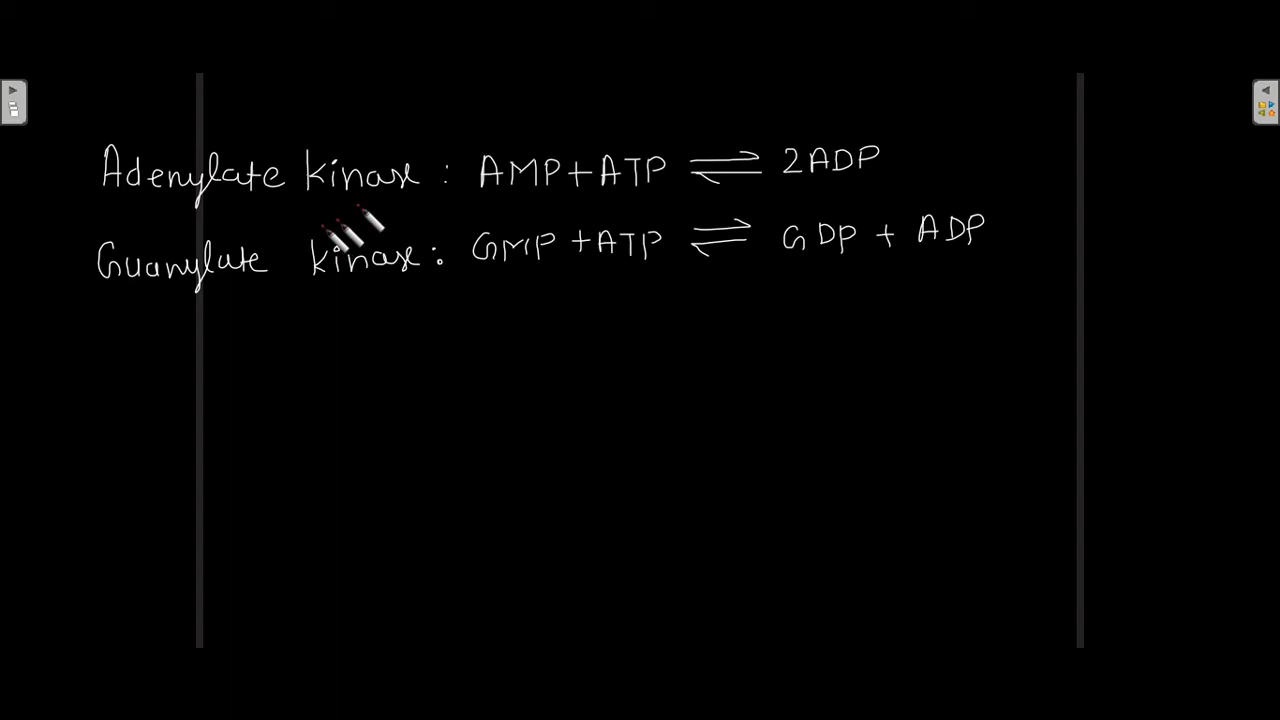 Adenylate kinase : AMP + ATP ⇌ 2ADP
Guanylate kinase : GMP + ATP ⇌ GDP + ADP